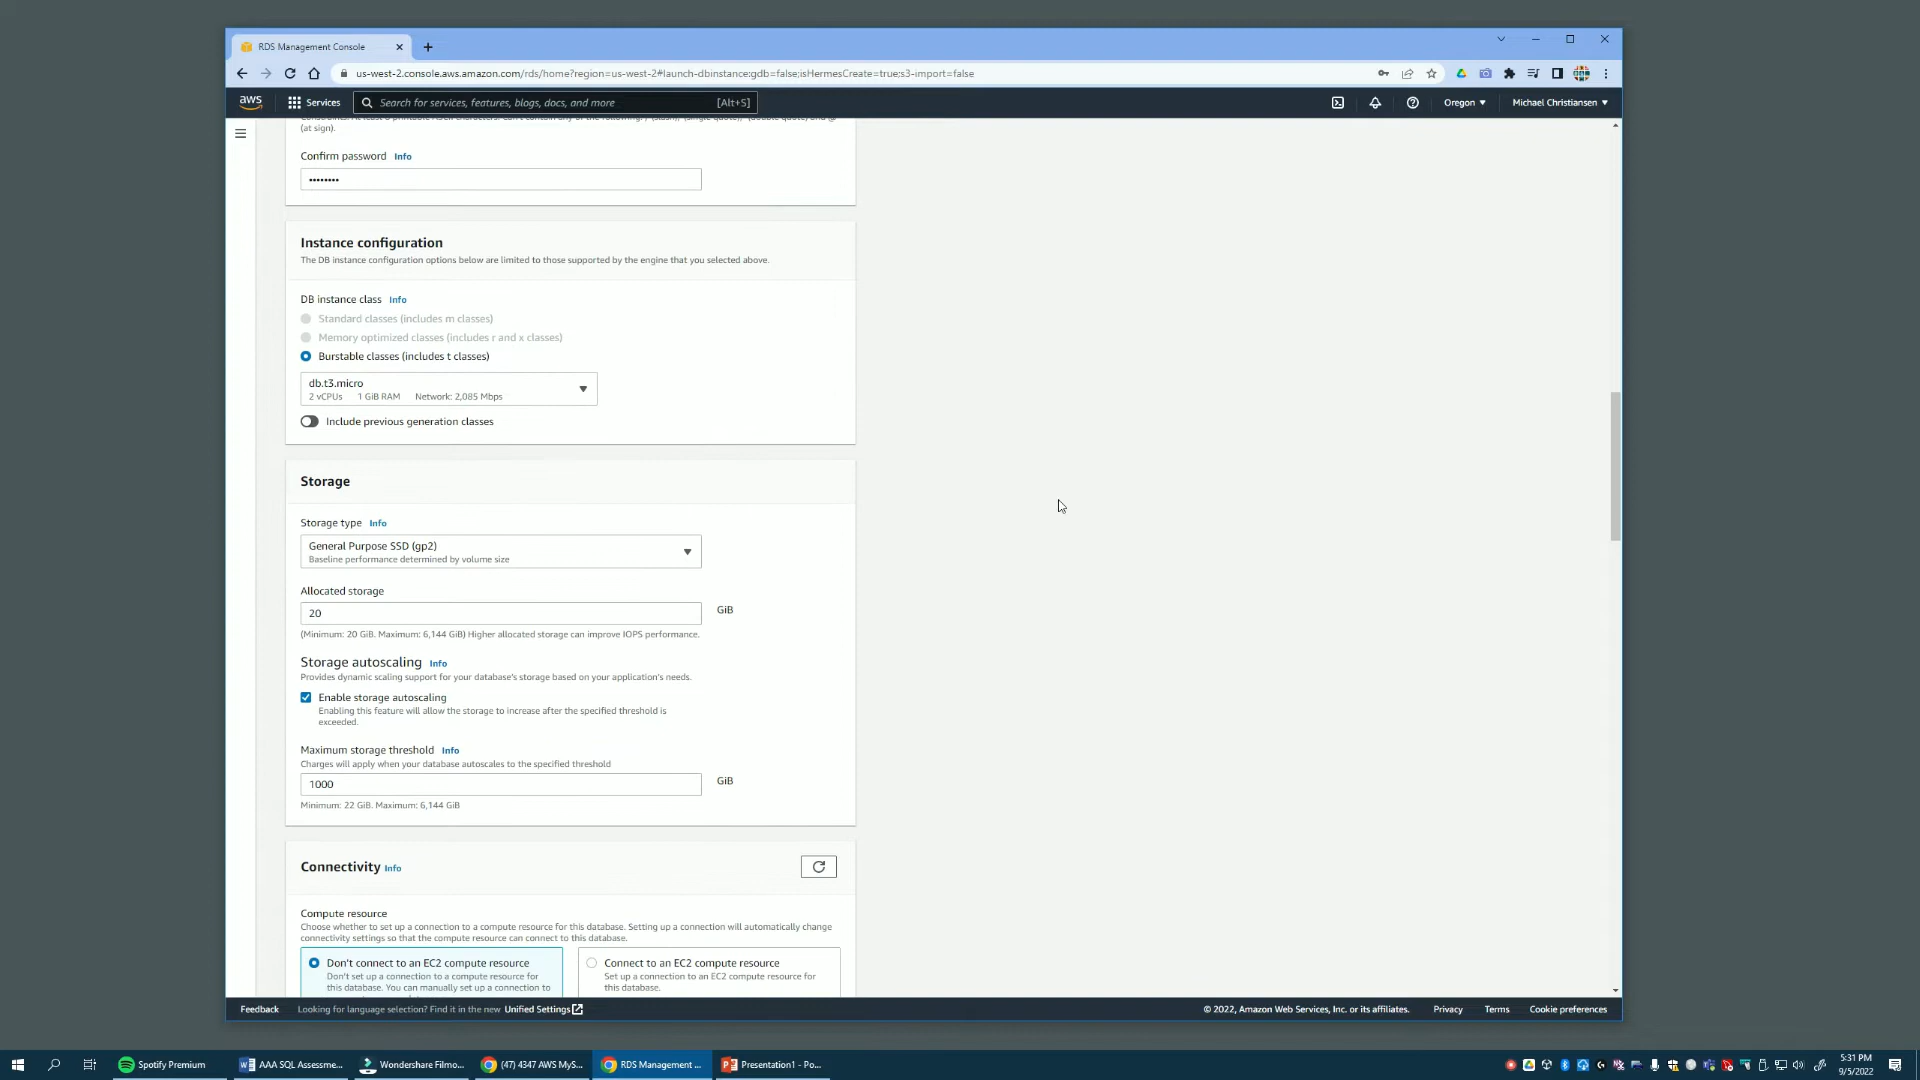 RDS Management Console
us-west-2.console.aws.amazon.com/rds/home?region=us-west-2#launch-dbinstance:gdb=false;isHermesCreate=true;s3-import=false
aws Services Search for services, features, blogs, docs, and more [Alt+S] Oregon Michael Christiansen
(at sign).
Confirm password Info
••••••••
Instance configuration
The DB instance configuration options below are limited to those supported by the engine that you selected above.
DB instance class Info
Standard classes (includes m classes)
Memory optimized classes (includes r and x classes)
Burstable classes (includes t classes)
db.t3.micro
2 vCPUs 1 GiB RAM Network: 2,085 Mbps
Include previous generation classes
Storage
Storage type Info
General Purpose SSD (gp2)
Baseline performance determined by volume size
Allocated storage
20 GiB
(Minimum: 20 GiB. Maximum: 6,144 GiB) Higher allocated storage can improve IOPS performance.
Storage autoscaling Info
Provides dynamic scaling support for your database's storage based on your application's needs.
Enable storage autoscaling
Enabling this feature will allow the storage to increase after the specified threshold is
exceeded.
Maximum storage threshold Info
Charges will apply when your database autoscales to the specified threshold
1000 GiB
Minimum: 22 GiB. Maximum: 6,144 GiB
Connectivity Info
Compute resource
Choose whether to set up a connection to a compute resource for this database. Setting up a connection will automatically change
connectivity settings so that the compute resource can connect to this database.
Don't connect to an EC2 compute resource
Don't set up a connection to a compute resource for
this database. You can manually set up a connection to
Connect to an EC2 compute resource
Set up a connection to an EC2 compute resource for
this database.
Feedback Looking for language selection? Find it in the new Unified Settings © 2022, Amazon Web Services, Inc. or its affiliates. Privacy Terms Cookie preferences
Spotify Premium AAA SQL Assessme... Wondershare Filmo... (47) 4347 AWS MyS... RDS Management ... Presentation1 - Po... 5:31 PM
9/5/2022